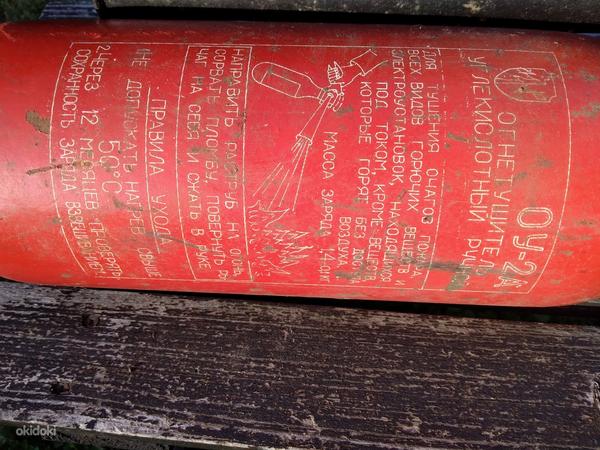 ОУ-2А
ОГНЕТУШИТЕЛЬ
УГЛЕКИСЛОТНЫЙ РУЧНОЙ
ДЛЯ ТУШЕНИЯ ОЧАГОВ ПОЖАРА
ВСЕХ ВИДОВ ГОРЮЧИХ ВЕЩЕСТВ И
ЭЛЕКТРОУСТАНОВОК, НАХОДЯЩИХСЯ
ПОД ТОКОМ, КРОМЕ ВЕЩЕСТВ,
КОТОРЫЕ ГОРЯТ БЕЗ ДОСТУПА
ВОЗДУХА
МАССА ЗАРЯДА 1,4 КГ
НАПРАВИТЬ РАСТРУБ НА ОГОНЬ,
СОРВАТЬ ПЛОМБУ, ПОВЕРНУТЬ РЫ
ЧАГ НА СЕБЯ И СЖАТЬ В РУКЕ.
ПРАВИЛА УХОДА
НЕ ДОПУСКАТЬ НАГРЕВ СВЫШЕ
50°С
2 ЧЕРЕЗ 12 МЕСЯЦЕВ ПРОВЕРИТЬ
СОХРАННОСТЬ ЗАРЯДА ВЗВЕШИВАНИЕМ
okidoki